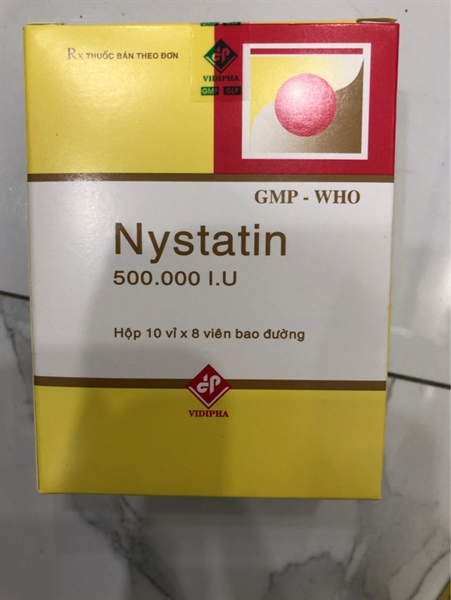 Rx THUỐC BÁN THEO ĐƠN
VIDIPHA
GMP GLP
GMP - WHO
Nystatin
500.000 I.U
Hộp 10 vỉ x 8 viên bao đường
VIDIPHA